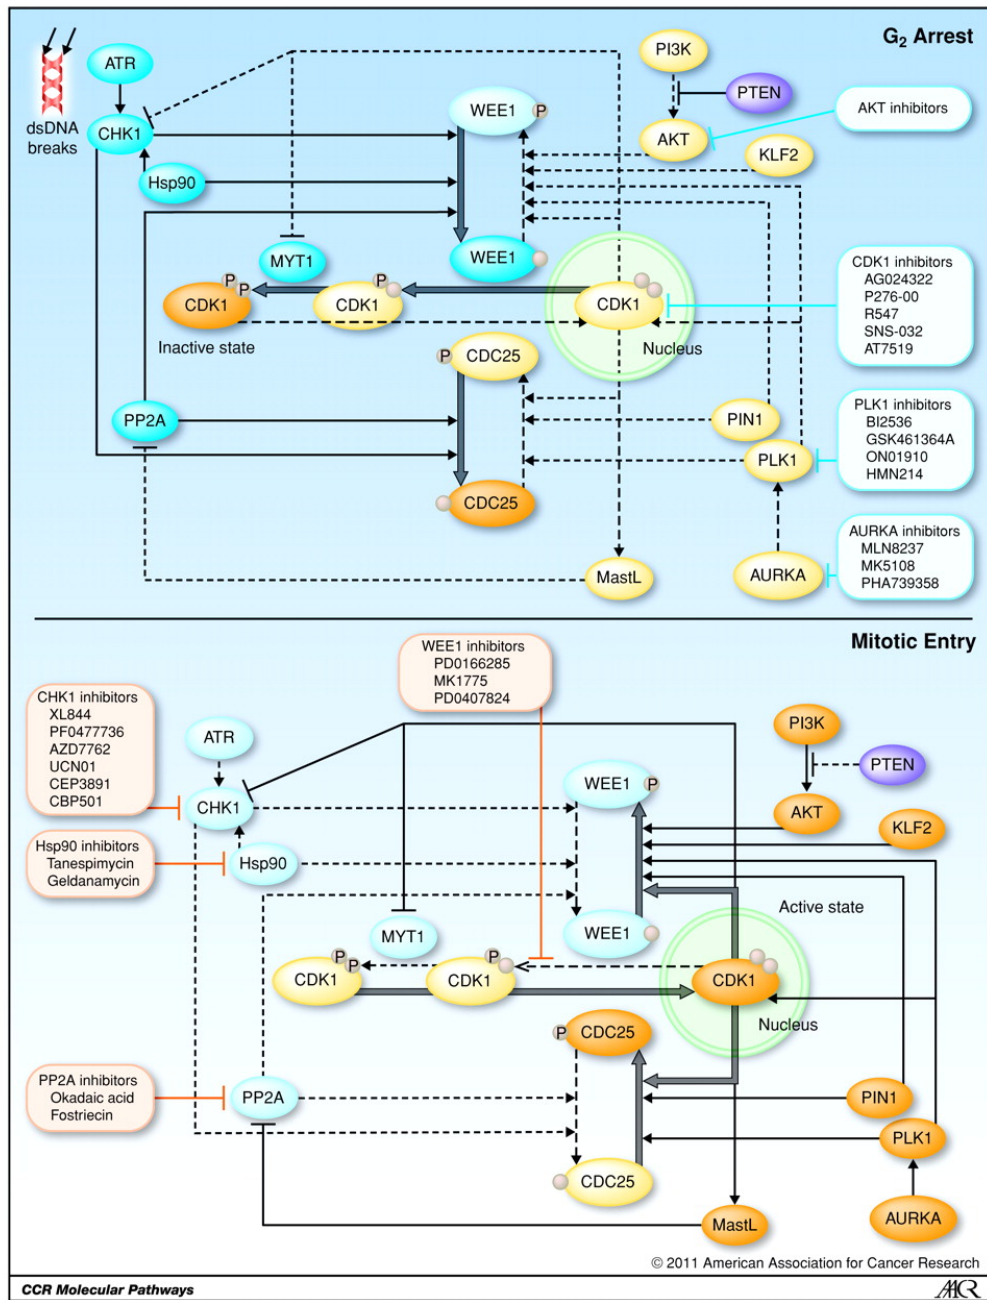 G₂ Arrest
dsDNA
breaks
ATR
CHK1
Hsp90
WEE1
P
PI3K
PTEN
AKT
KLF2
AKT inhibitors
MYT1
WEE1
P
P
CDK1
P
CDK1
CDK1
Inactive state
Nucleus
CDK1 inhibitors
AG024322
P276-00
R547
SNS-032
AT7519
P
CDC25
PP2A
PIN1
PLK1
PLK1 inhibitors
BI2536
GSK461364A
ON01910
HMN214
CDC25
MastL
AURKA
AURKA inhibitors
MLN8237
MK5108
PHA739358
Mitotic Entry
WEE1 inhibitors
PD0166285
MK1775
PD0407824
CHK1 inhibitors
XL844
PF0477736
AZD7762
UCN01
CEP3891
CBP501
ATR
CHK1
Hsp90 inhibitors
Tanespimycin
Geldanamycin
Hsp90
WEE1
P
PI3K
PTEN
AKT
KLF2
MYT1
WEE1
Active state
P
P
CDK1
P
CDK1
CDK1
Nucleus
P
CDC25
PP2A inhibitors
Okadaic acid
Fostriecin
PP2A
PIN1
PLK1
CDC25
MastL
AURKA
© 2011 American Association for Cancer Research
CCR Molecular Pathways
AACR